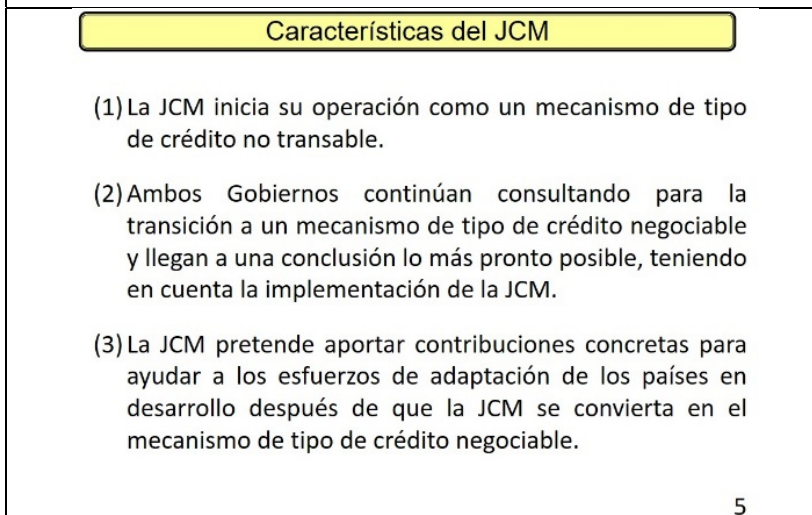 Características del JCM
(1) La JCM inicia su operación como un mecanismo de tipo
de crédito no transable.
(2) Ambos Gobiernos continúan consultando para la
transición a un mecanismo de tipo de crédito negociable
y llegan a una conclusión lo más pronto posible, teniendo
en cuenta la implementación de la JCM.
(3) La JCM pretende aportar contribuciones concretas para
ayudar a los esfuerzos de adaptación de los países en
desarrollo después de que la JCM se convierta en el
mecanismo de tipo de crédito negociable.
5